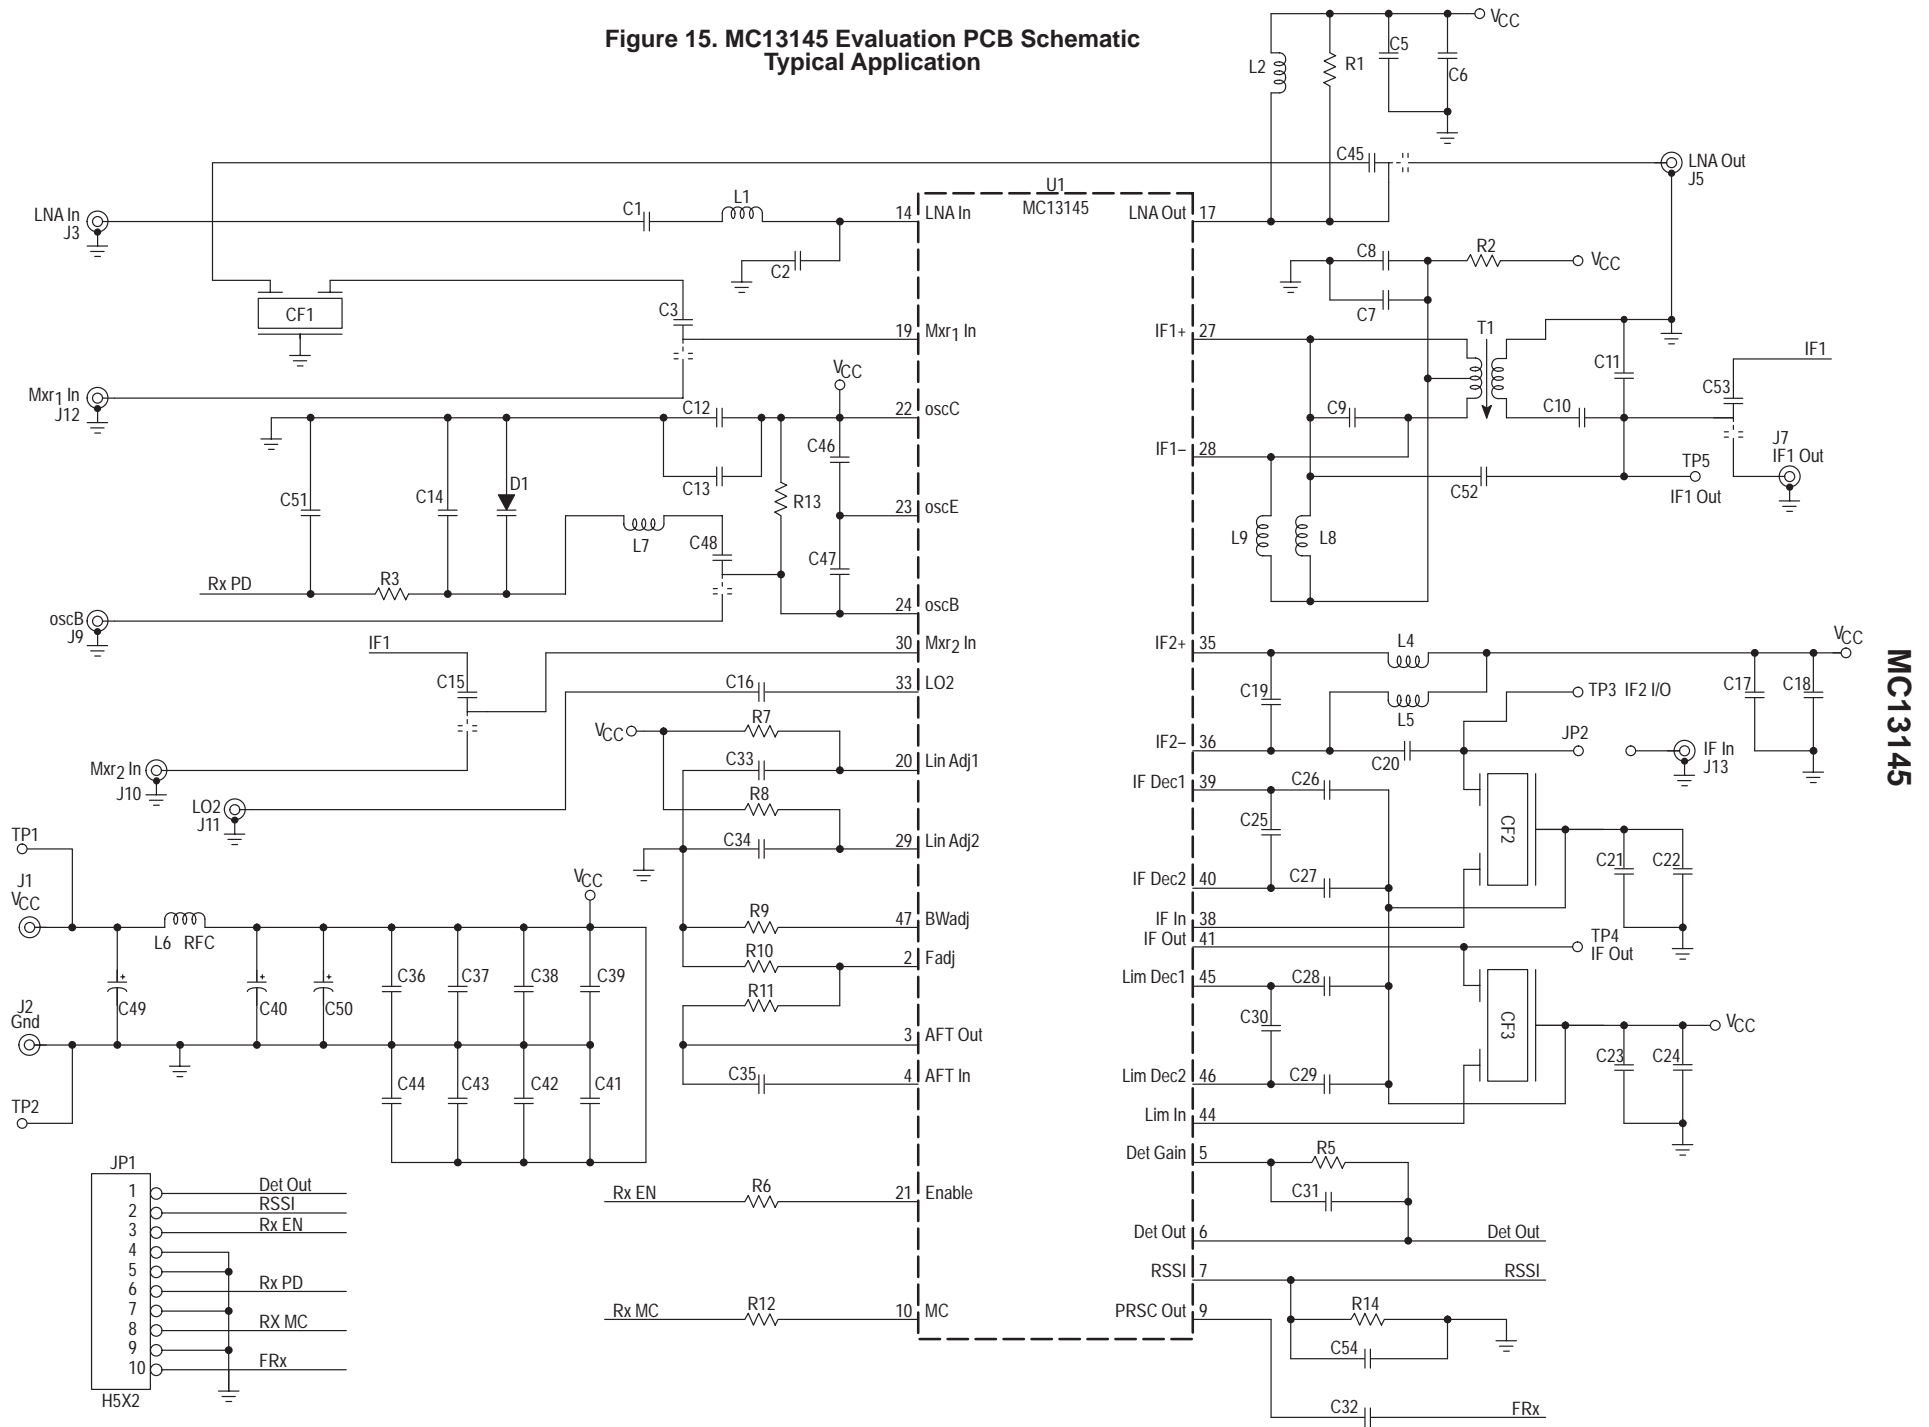 Figure 15. MC13145 Evaluation PCB Schematic
Typical Application
VCC
L2
R1
C5
C6
C45
LNA Out
J5
U1
MC13145
LNA In
J3
C1
L1
C2
14 LNA In
LNA Out 17
CF1
C3
19 Mxr1 In
Mxr1 In
J12
C8
R2
VCC
C7
IF1+ 27
T1
C11
IF1
C53
C9
C10
IF1– 28
J7
IF1 Out
TP5
IF1 Out
C52
L9
L8
VCC
C12
22 oscC
C13
C46
R13
C51
C14
D1
23 oscE
L7
C48
C47
Rx PD
R3
24 oscB
oscB
J9
IF1
30 Mxr2 In
C15
C16
33 LO2
Mxr2 In
J10
LO2
J11
VCC
R7
C33
20 Lin Adj1
R8
C34
29 Lin Adj2
R9
47 BWadj
R10
2 Fadj
R11
3 AFT Out
C35
4 AFT In
IF2+ 35
L4
VCC
C19
L5
TP3 IF2 I/O
C17
C18
IF2– 36
C20
JP2
IF In
J13
IF Dec1 39
C26
C25
CF2
C21
C22
IF Dec2 40
C27
IF In 38
IF Out 41
TP4
IF Out
Lim Dec1 45
C28
C30
CF3
VCC
C23
C24
Lim Dec2 46
C29
Lim In 44
Det Gain 5
R5
C31
Det Out 6
Det Out
RSSI 7
RSSI
PRSC Out 9
R14
C54
C32
FRx
TP1
J1
VCC
L6 RFC
VCC
C49
C40
C50
C36
C37
C38
C39
J2
Gnd
C44
C43
C42
C41
TP2
Rx EN
R6
21 Enable
Rx MC
R12
10 MC
JP1
1 Det Out
2 RSSI
3 Rx EN
4
5
6 Rx PD
7
8 RX MC
9
10 FRx
H5X2
MC13145